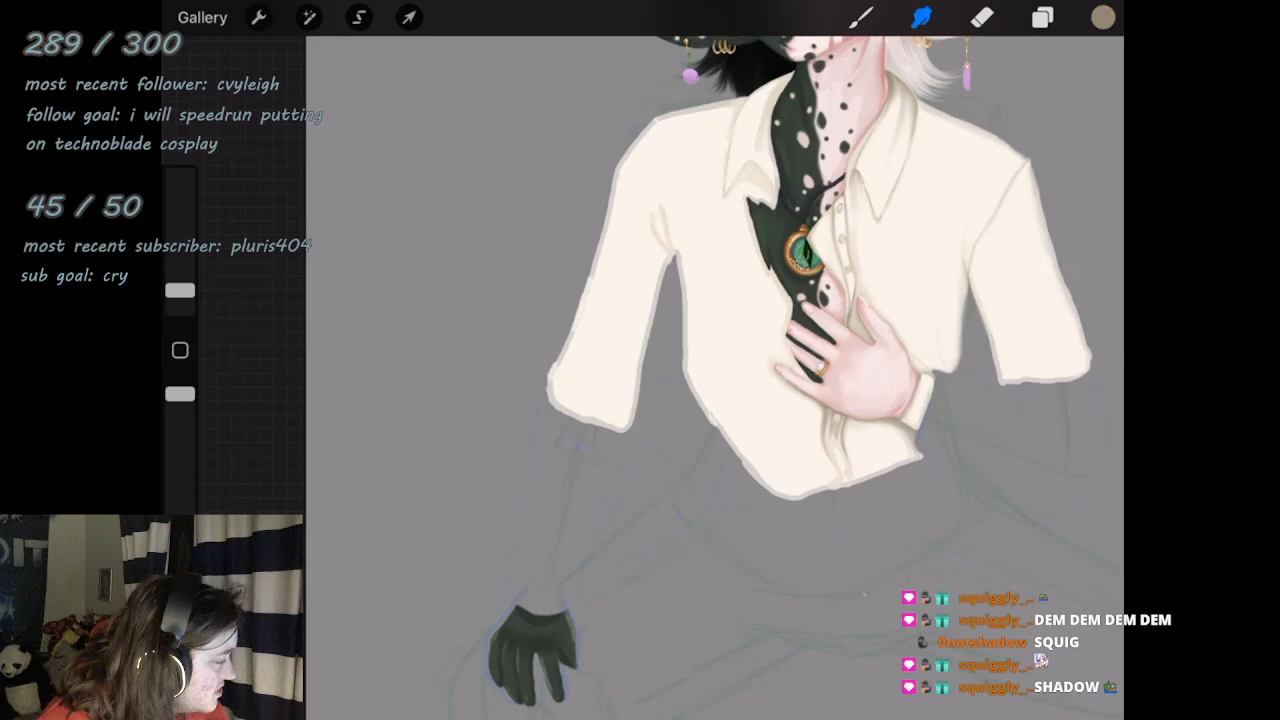 Gallery
289 / 300
most recent follower: cvyleigh
follow goal: i will speedrun putting
on technoblade cosplay
45 / 50
most recent subscriber: pluris404
sub goal: cry
squiggly_...
squiggly_... DEM DEM DEM DEM
0notshadow SQUIG
squiggly_...
squiggly_... SHADOW